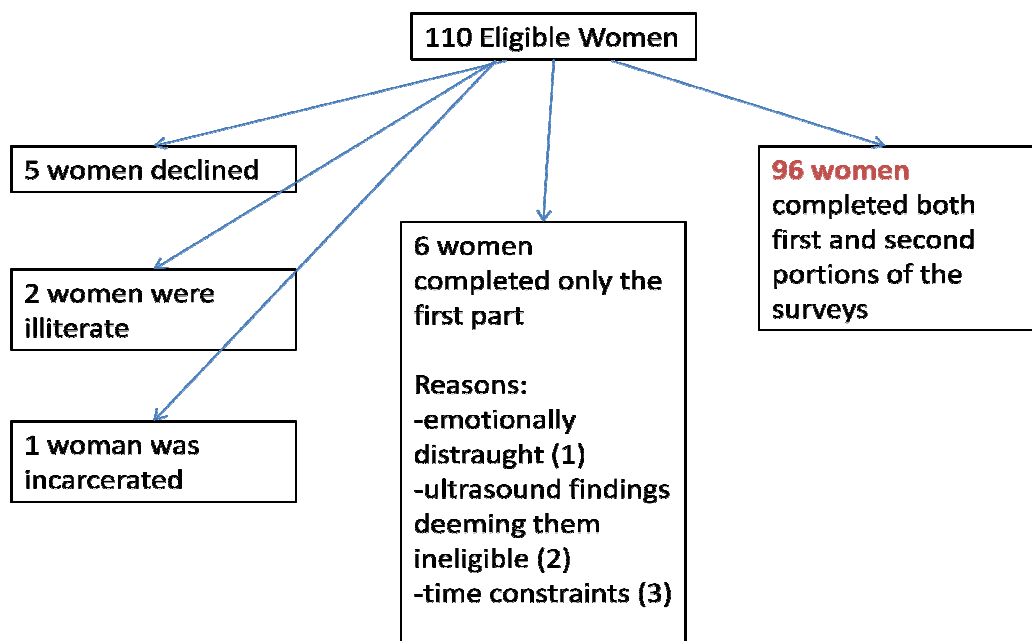 110 Eligible Women
5 women declined
2 women were
illiterate
1 woman was
incarcerated
6 women
completed only the
first part
Reasons:
-emotionally
distraught (1)
-ultrasound findings
deeming them
ineligible (2)
-time constraints (3)
96 women
completed both
first and second
portions of the
surveys